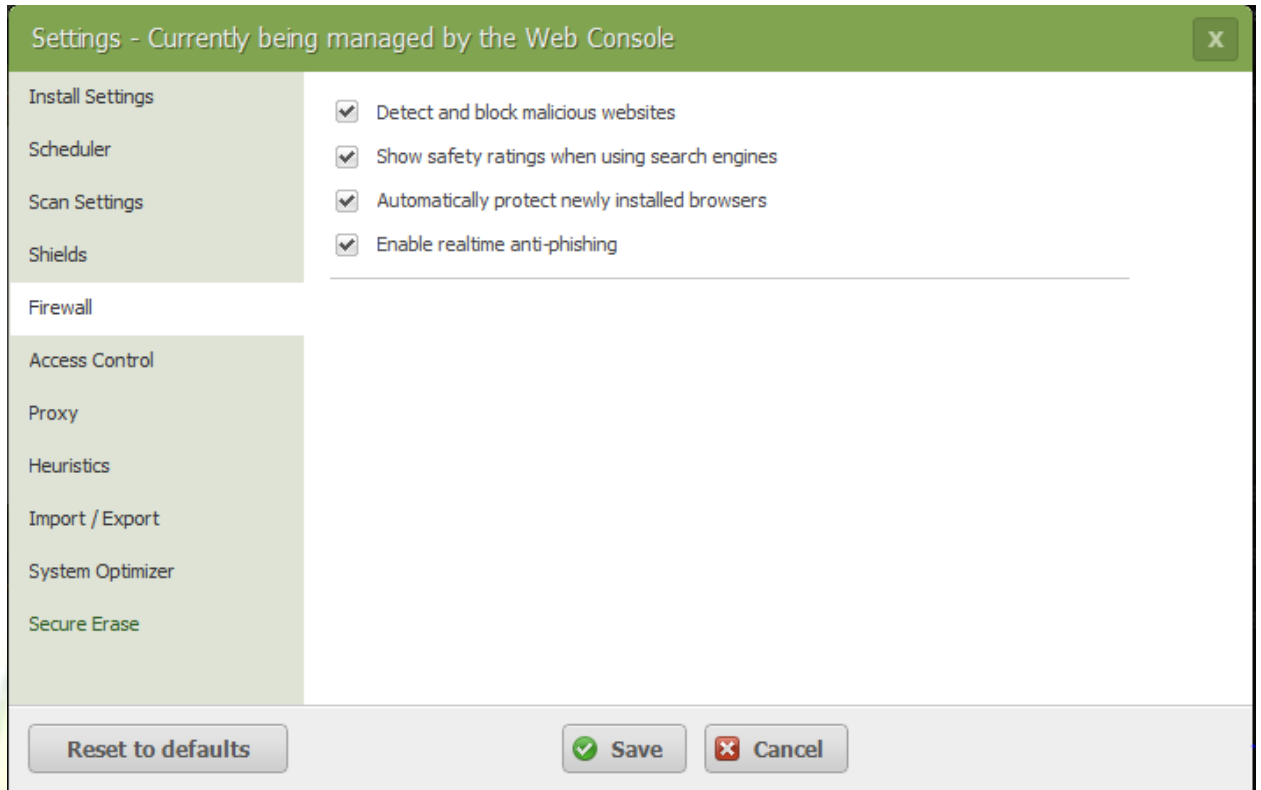 Settings - Currently being managed by the Web Console
X
Install Settings
Scheduler
Scan Settings
Shields
Firewall
Access Control
Proxy
Heuristics
Import / Export
System Optimizer
Secure Erase
Detect and block malicious websites
Show safety ratings when using search engines
Automatically protect newly installed browsers
Enable realtime anti-phishing
Reset to defaults
Save
Cancel